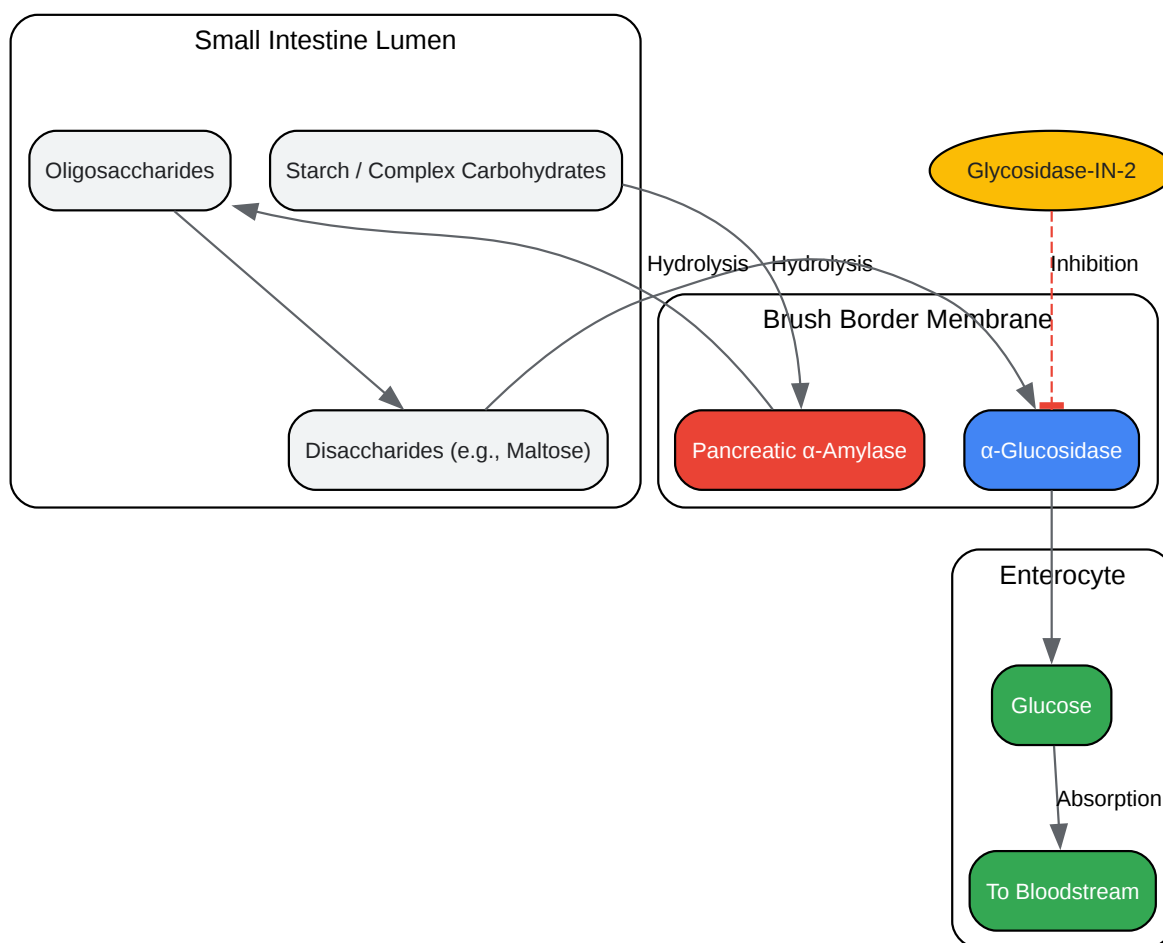 Small Intestine Lumen
Oligosaccharides
Starch / Complex Carbohydrates
Glycosidase-IN-2
Hydrolysis
Hydrolysis
Inhibition
Brush Border Membrane
Disaccharides (e.g., Maltose)
Pancreatic α-Amylase
α-Glucosidase
Enterocyte
Glucose
Absorption
To Bloodstream